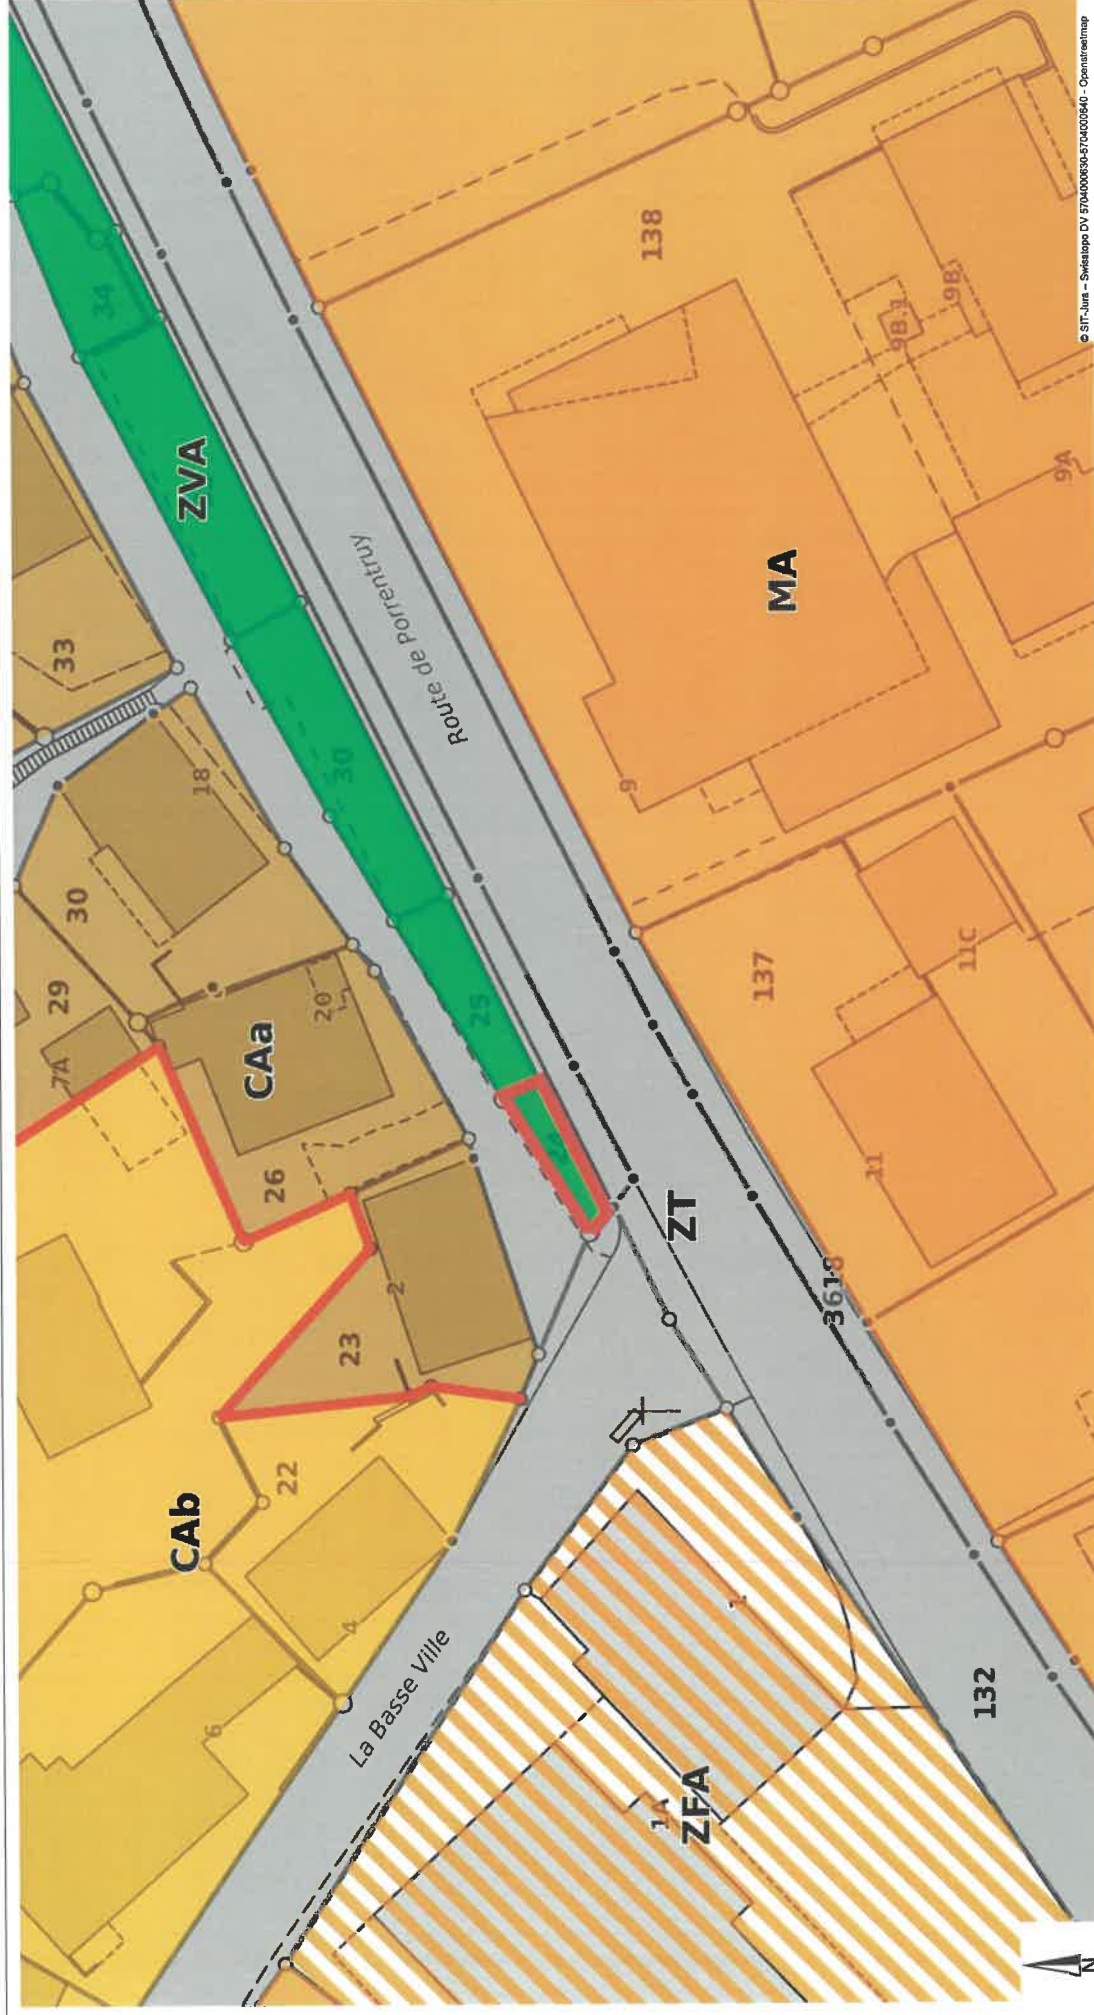 CAb
6
4
22
23
2
26
7A
29
CAa
20
30
18
33
La Basse Ville
1A
ZFA
1
132
ZT
3618
25
30
ZVA
34
Route de Porrentruy
11
137
11C
9
MA
138
9A
9B.1
9B
N
© SIT-Jura – Swisstopo DV 5704000630-5704000640 - Openstreetmap